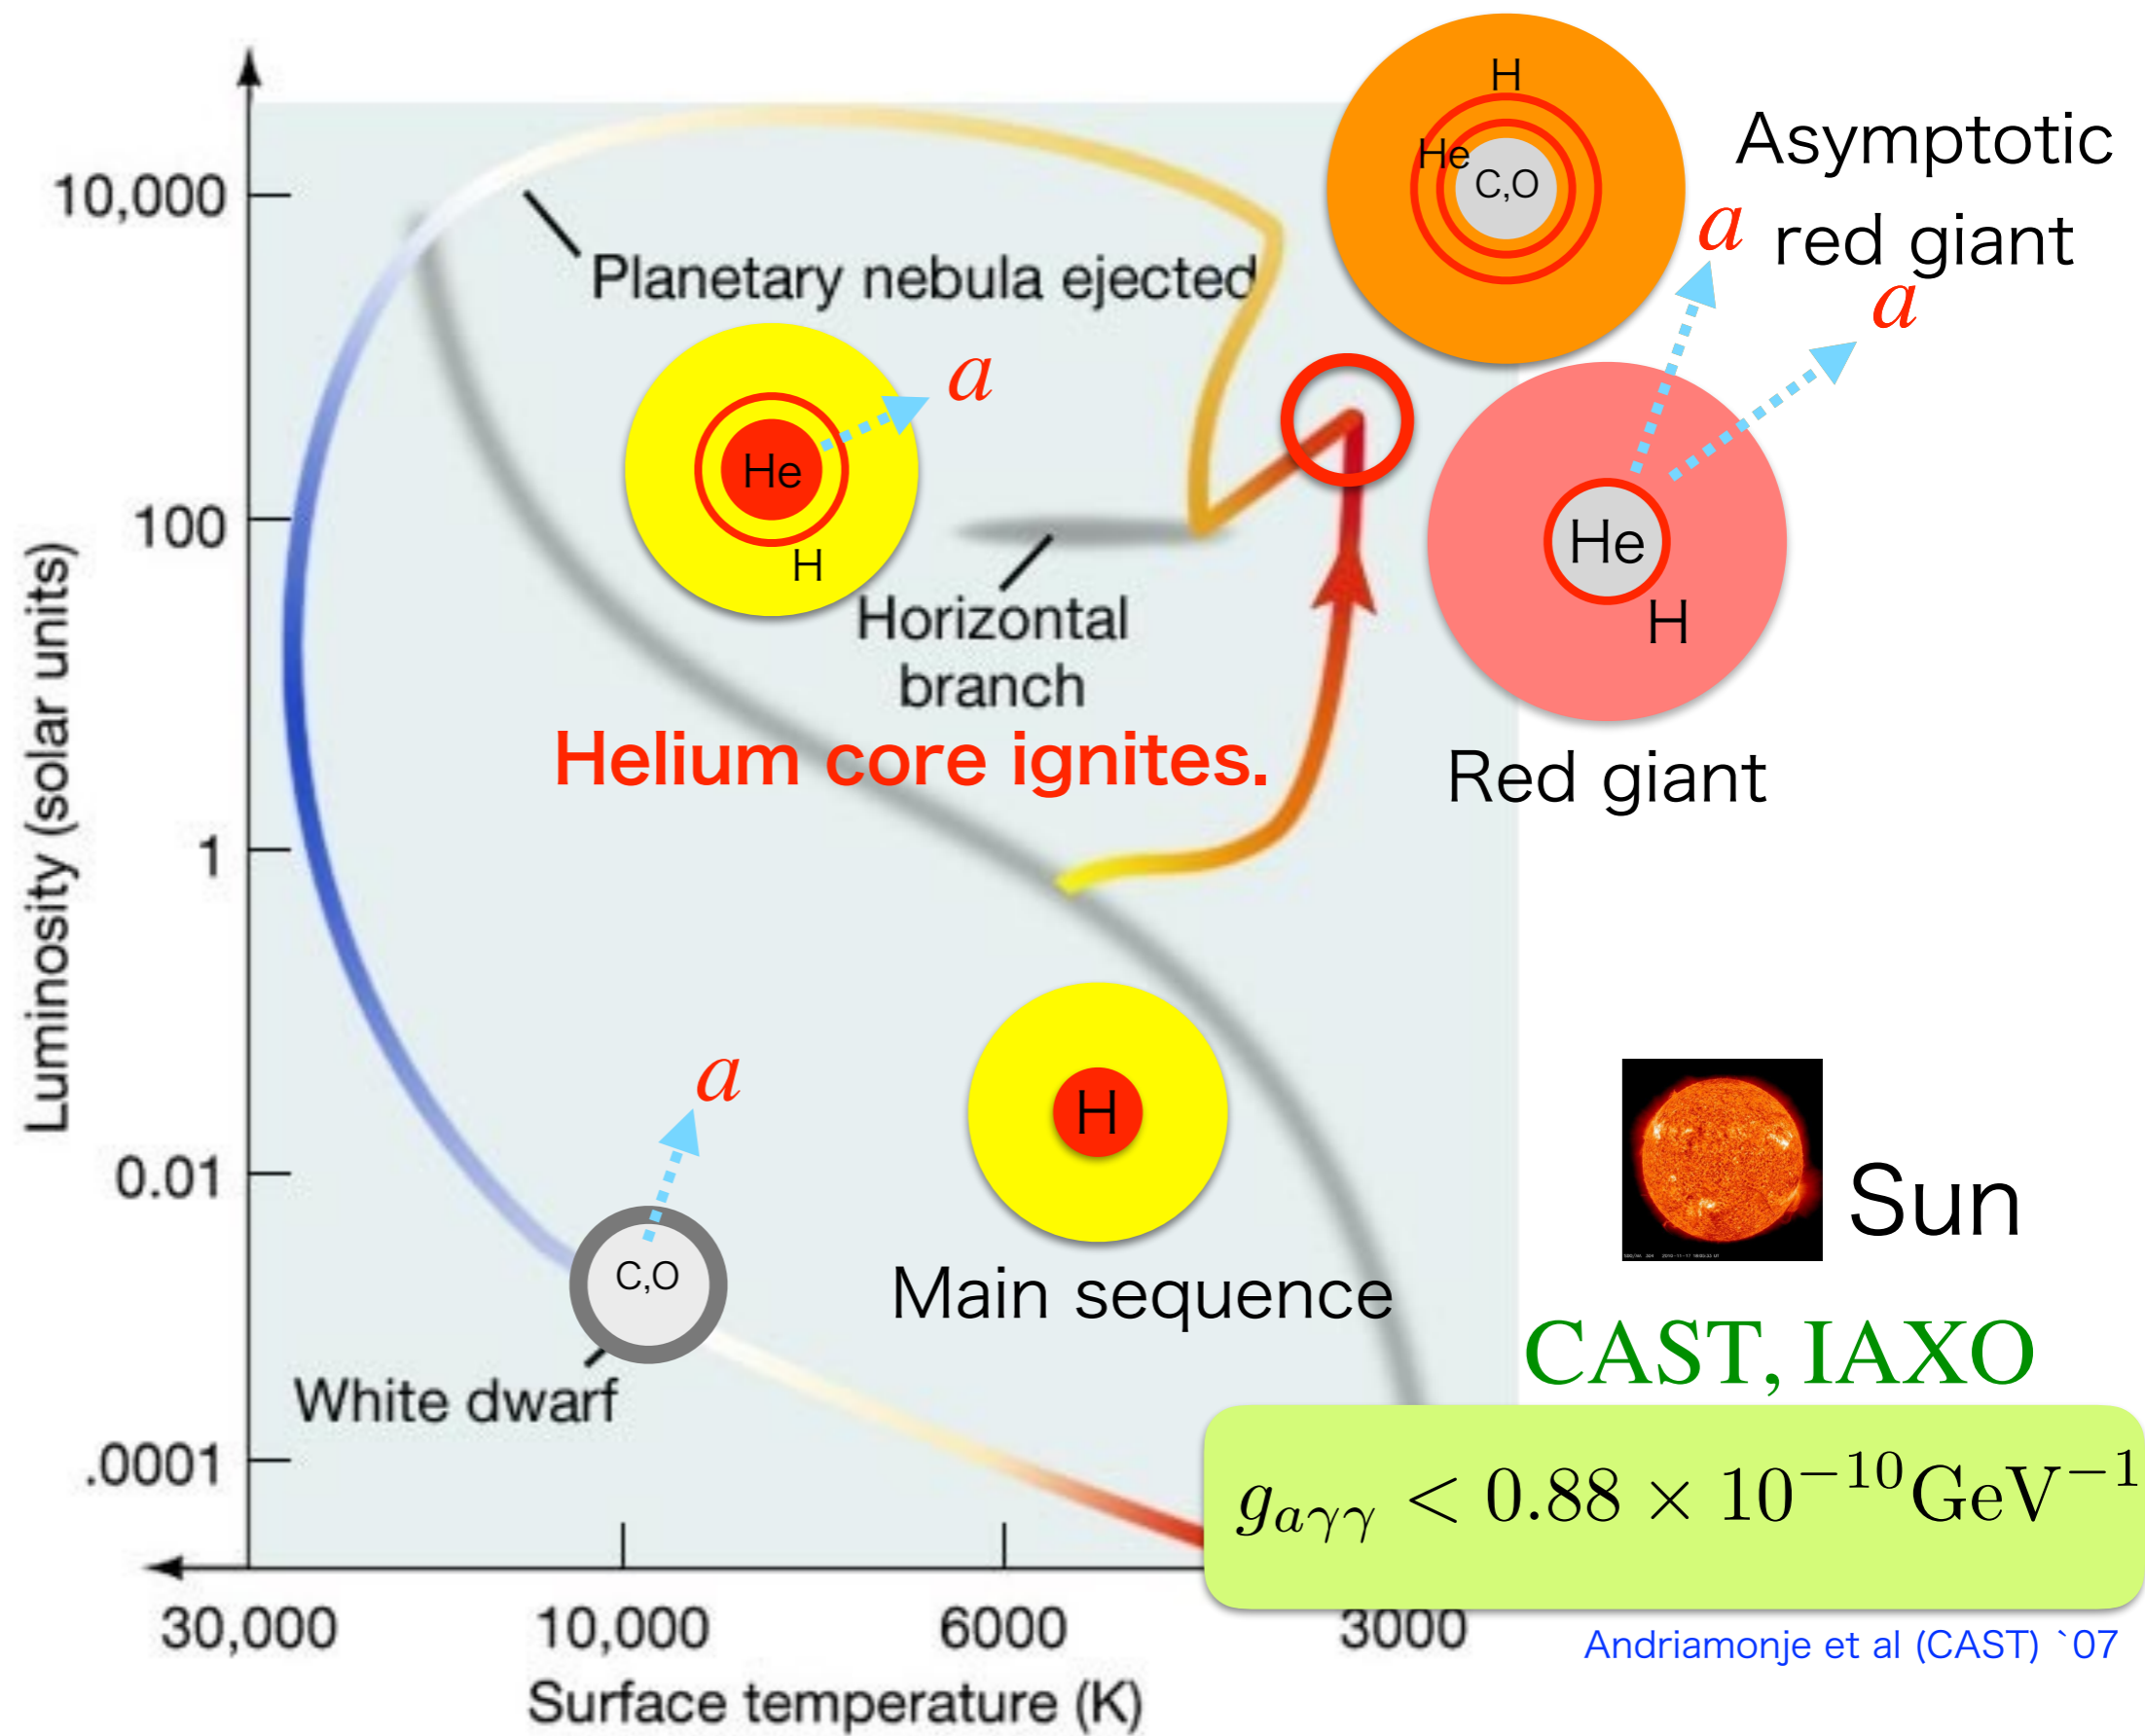 H
He
C,O
Asymptotic
red giant
a
a
10,000
Planetary nebula ejected
a
He
H
100
Horizontal
branch
He
H
Helium core ignites.
Red giant
Luminosity (solar units)
1
a
H
0.01
Sun
C,O
Main sequence
CAST, IAXO
White dwarf
.0001
g_{aγγ} < 0.88 × 10^{−10} GeV^{−1}
30,000
10,000
6000
3000
Andriamonje et al (CAST) `07
Surface temperature (K)